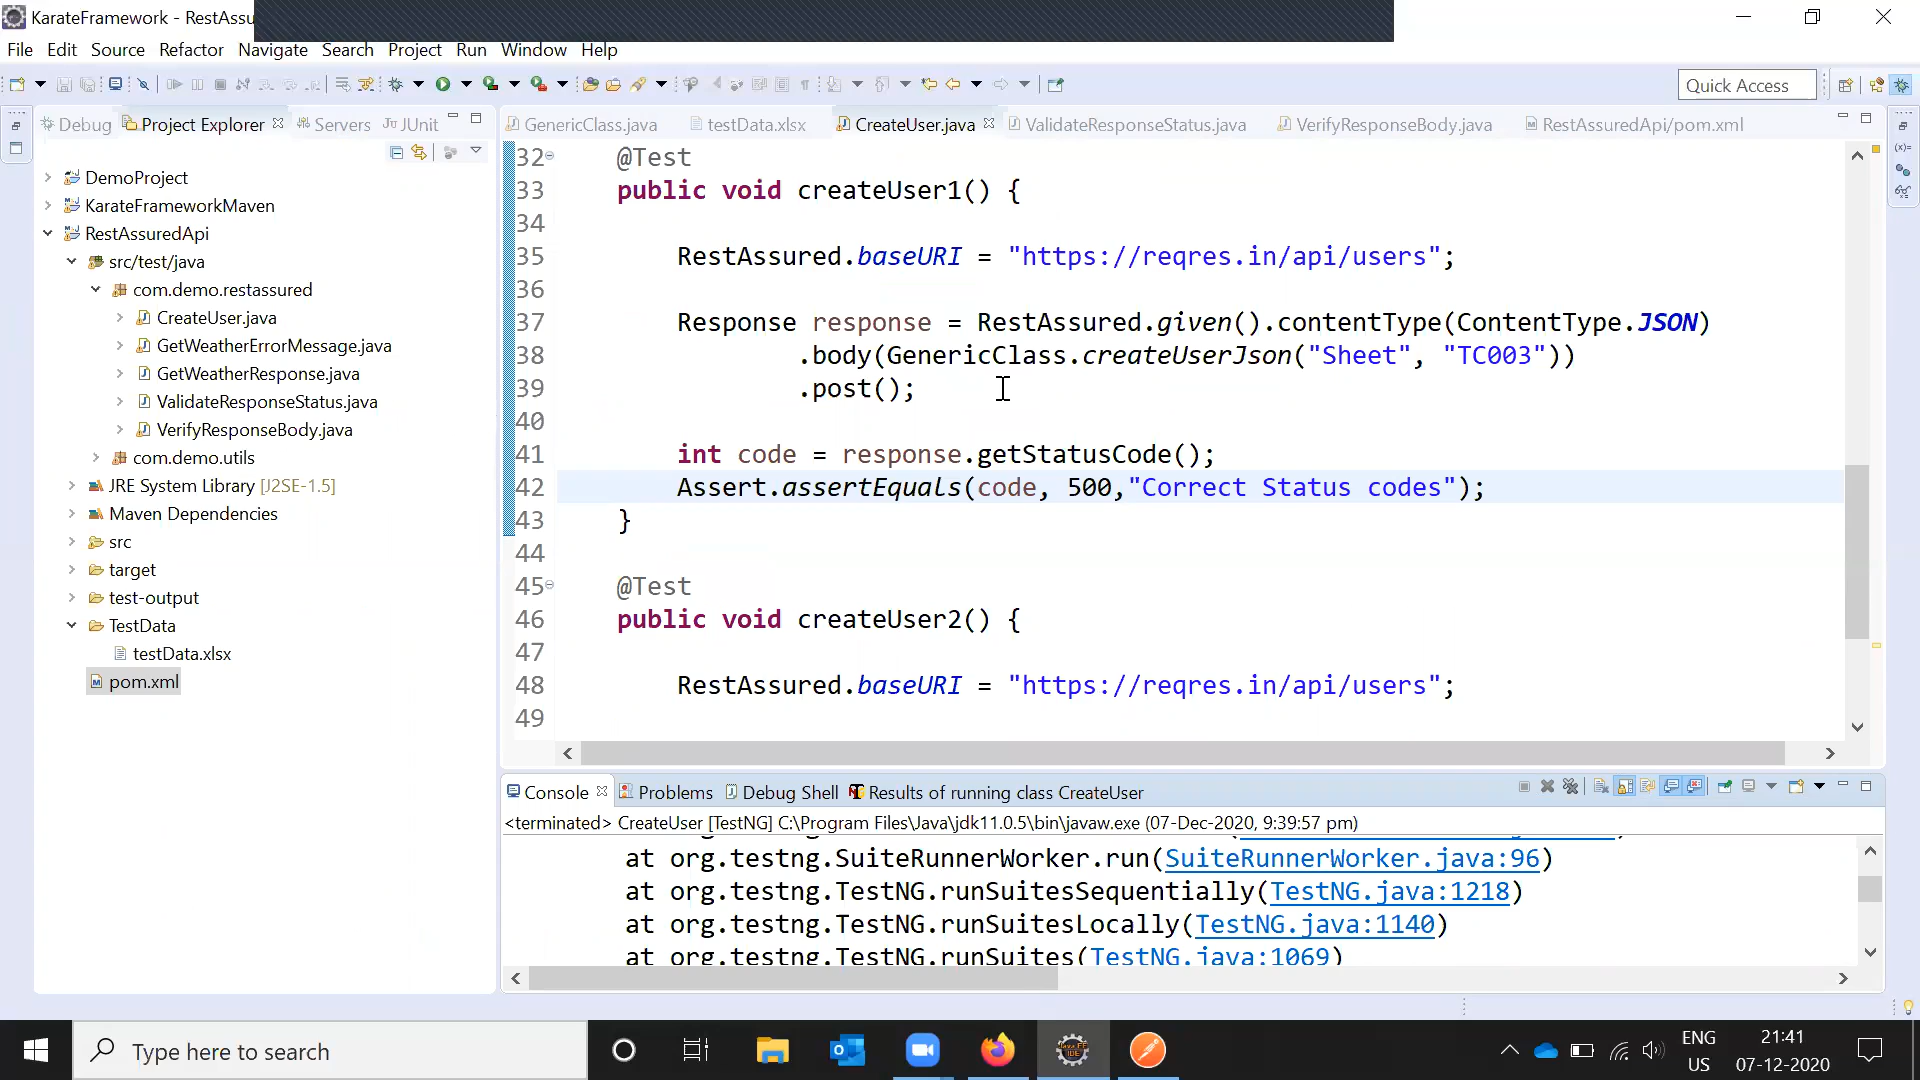 KarateFramework - RestAssu
File Edit Source Refactor Navigate Search Project Run Window Help
Quick Access
Debug Project Explorer Servers JUnit
GenericClass.java testData.xlsx CreateUser.java ValidateResponseStatus.java VerifyResponseBody.java RestAssuredApi/pom.xml
DemoProject
KarateFrameworkMaven
RestAssuredApi
src/test/java
com.demo.restassured
CreateUser.java
GetWeatherErrorMessage.java
GetWeatherResponse.java
ValidateResponseStatus.java
VerifyResponseBody.java
com.demo.utils
JRE System Library [J2SE-1.5]
Maven Dependencies
src
target
test-output
TestData
testData.xlsx
pom.xml
32 @Test
33 public void createUser1() {
34
35 RestAssured.baseURI = "https://reqres.in/api/users";
36
37 Response response = RestAssured.given().contentType(ContentType.JSON)
38 .body(GenericClass.createUserJson("Sheet", "TC003"))
39 .post();
40
41 int code = response.getStatusCode();
42 Assert.assertEquals(code, 500,"Correct Status codes");
43 }
44
45 @Test
46 public void createUser2() {
47
48 RestAssured.baseURI = "https://reqres.in/api/users";
49
Console Problems Debug Shell Results of running class CreateUser
<terminated> CreateUser [TestNG] C:\Program Files\Java\jdk11.0.5\bin\javaw.exe (07-Dec-2020, 9:39:57 pm)
at org.testng.SuiteRunnerWorker.run(SuiteRunnerWorker.java:96)
at org.testng.TestNG.runSuitesSequentially(TestNG.java:1218)
at org.testng.TestNG.runSuitesLocally(TestNG.java:1140)
at org.testng.TestNG.runSuites(TestNG.java:1069)
Type here to search
ENG
US
21:41
07-12-2020